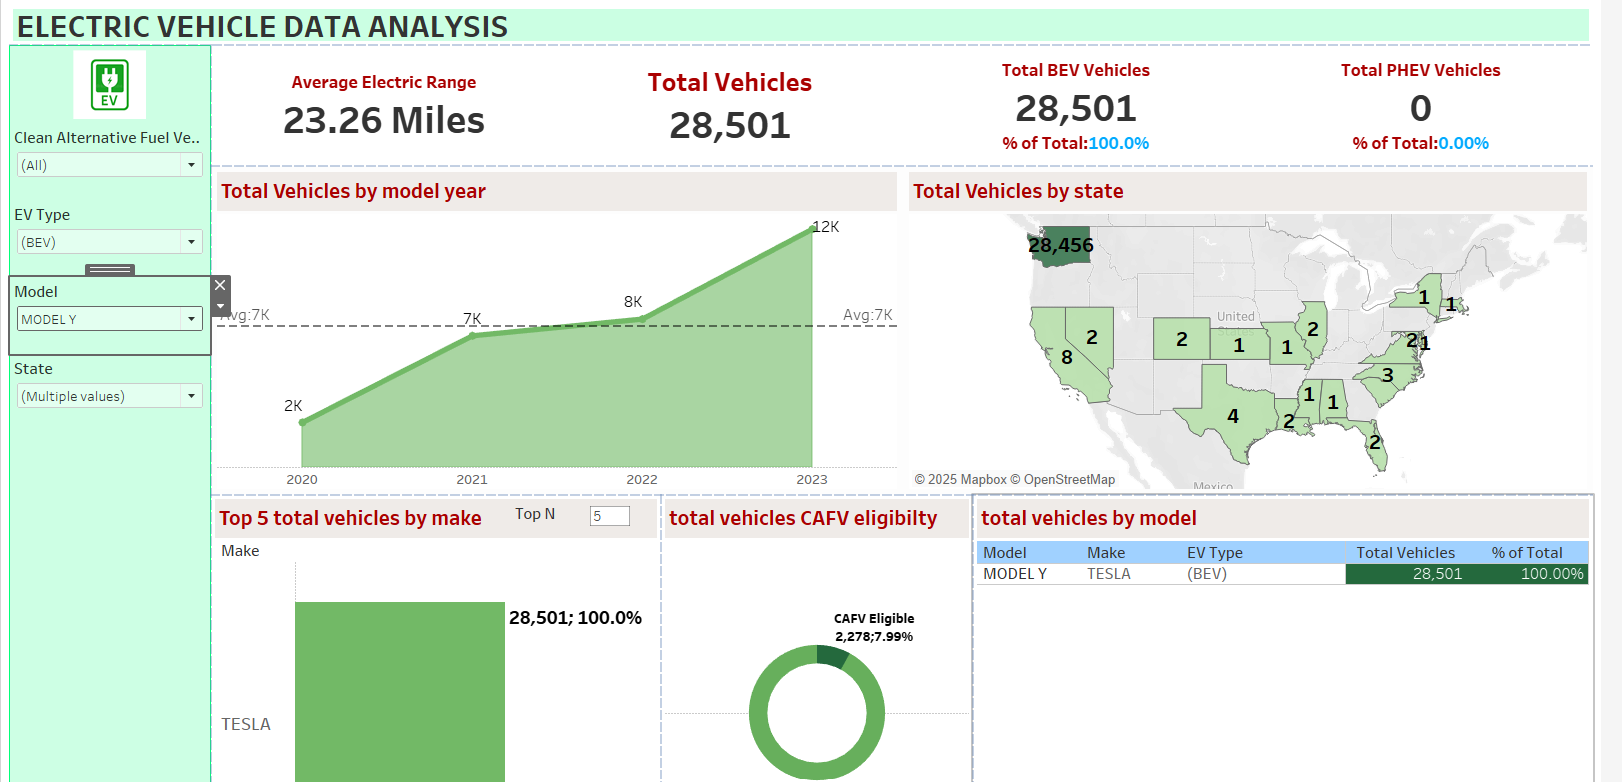 ELECTRIC VEHICLE DATA ANALYSIS
EV
Clean Alternative Fuel Ve..
(All)
EV Type
(BEV)
Model
MODEL Y
State
(Multiple values)
Average Electric Range
23.26 Miles
Total Vehicles
28,501
Total BEV Vehicles
28,501
% of Total:100.0%
Total PHEV Vehicles
0
% of Total:0.00%
Total Vehicles by model year
12K
8K
7K
2K
Avg:7K
Avg:7K
2020 2021 2022 2023
Total Vehicles by state
28,456
1
1
United
2
2
2
1
1
2
1
8
3
1
1
4
2
2
Mexico
© 2025 Mapbox © OpenStreetMap
Top 5 total vehicles by make
Top N
5
Make
28,501; 100.0%
TESLA
total vehicles CAFV eligibilty
CAFV Eligible
2,278;7.99%
total vehicles by model
Model Make EV Type Total Vehicles % of Total
MODEL Y TESLA (BEV) 28,501 100.00%